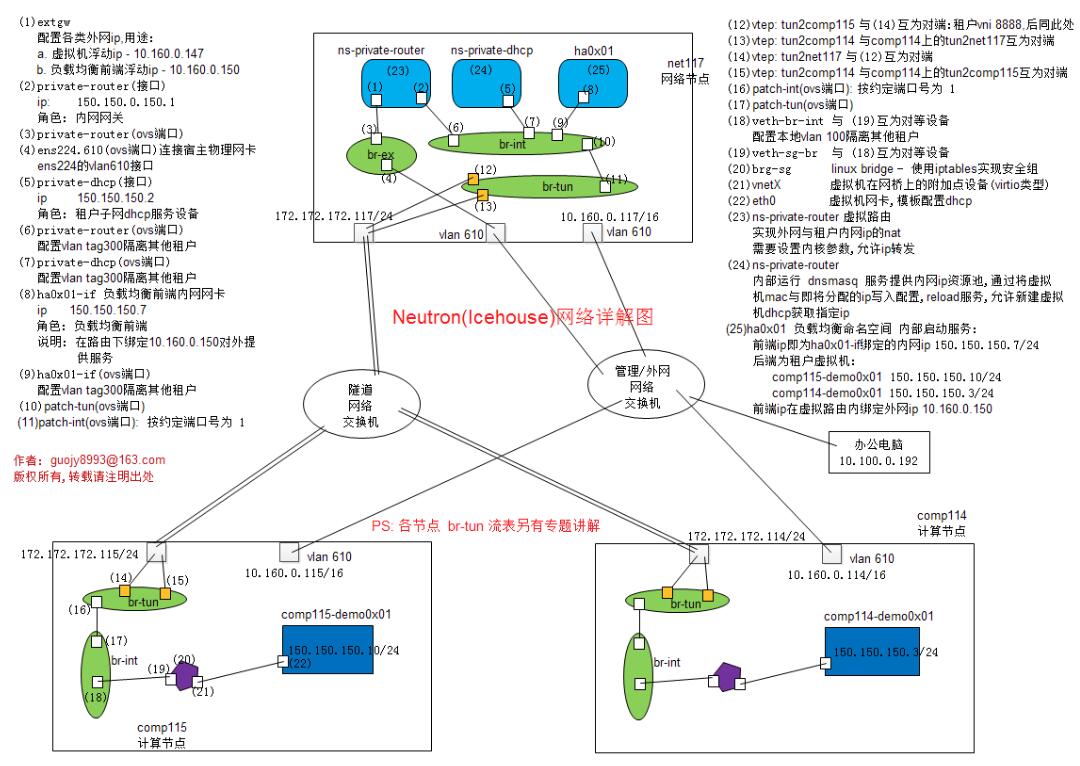 (1)extgw
配置各类外网ip,用途:
a. 虚拟机浮动ip - 10.160.0.147
b. 负载均衡前端浮动ip - 10.160.0.150
(2)private-router(接口)
ip: 150.150.0.150.1
角色: 内网网关
(3)private-router(ovs端口)
(4)ens224.610(ovs端口)连接宿主物理网卡
ens224的vlan610接口
(5)private-dhcp(接口)
ip 150.150.150.2
角色: 租户子网dhcp服务设备
(6)private-router(ovs端口)
配置vlan tag300隔离其他租户
(7)private-dhcp(ovs端口)
配置vlan tag300隔离其他租户
(8)ha0x01-if 负载均衡前端内网网卡
ip 150.150.150.7
角色: 负载均衡前端
说明: 在路由下绑定10.160.0.150对外提
供服务
(9)ha0x01-if(ovs端口)
配置vlan tag300隔离其他租户
(10)patch-tun(ovs端口)
(11)patch-int(ovs端口): 按约定端口号为 1
作者: guojy8993@163.com
版权所有,转载请注明出处
ns-private-router
ns-private-dhcp
ha0x01
net117
网络节点
(23)
(24)
(25)
(1)
(2)
(5)
(8)
(3)
(6)
(7)
(9)
(10)
br-ex
br-int
(4)
(12)
(11)
br-tun
(13)
172.172.172.117/24
vlan 610
10.160.0.117/16
vlan 610
Neutron(Icehouse)网络详解图
隧道
网络
交换机
管理/外网
网络
交换机
办公电脑
10.100.0.192
PS: 各节点 br-tun 流表另有专题讲解
(12)vtep: tun2comp115 与(14)互为对端:租户vni 8888,后同此处
(13)vtep: tun2comp114 与comp114上的tun2net117互为对端
(14)vtep: tun2net117 与(12)互为对端
(15)vtep: tun2comp114 与comp114上的tun2comp115互为对端
(16)patch-int(ovs端口): 按约定端口号为 1
(17)patch-tun(ovs端口)
(18)veth-br-int 与 (19)互为对等设备
配置本地vlan 100隔离其他租户
(19)veth-sg-br 与 (18)互为对等设备
(20)brg-sg linux bridge - 使用iptables实现安全组
(21)vnetX 虚拟机在网桥上的附加点设备(virtio类型)
(22)eth0 虚拟机网卡,模板配置dhcp
(23)ns-private-router 虚拟路由
实现外网与租户内网ip的nat
需要设置内核参数,允许ip转发
(24)ns-private-router
内部运行 dnsmasq 服务提供内网ip资源池,通过将虚拟
机mac与即将分配的ip写入配置,reload服务,允许新建虚拟
机dhcp获取指定ip
(25)ha0x01 负载均衡命名空间 内部启动服务:
前端ip即为ha0x01-if绑定的内网ip 150.150.150.7/24
后端为租户虚拟机:
comp115-demo0x01 150.150.150.10/24
comp114-demo0x01 150.150.150.3/24
前端ip在虚拟路由内绑定外网ip 10.160.0.150
172.172.172.115/24
vlan 610
10.160.0.115/16
(14)
(15)
br-tun
(16)
comp115-demo0x01
150.150.150.10/24
(22)
(17)
br-int
(19)
(20)
(21)
(18)
comp115
计算节点
comp114
计算节点
172.172.172.114/24
vlan 610
10.160.0.114/16
br-tun
comp114-demo0x01
150.150.150.3/24
br-int